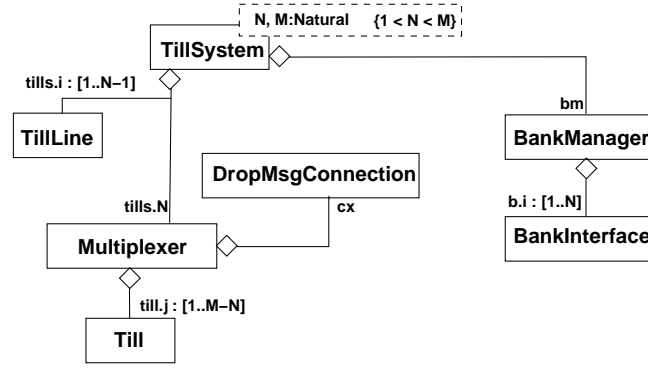 N, M:Natural {1 < N < M}
TillSystem
tills.i : [1..N−1]
bm
TillLine
BankManager
DropMsgConnection
tills.N
cx
b.i : [1..N]
Multiplexer
BankInterface
till.j : [1..M−N]
Till